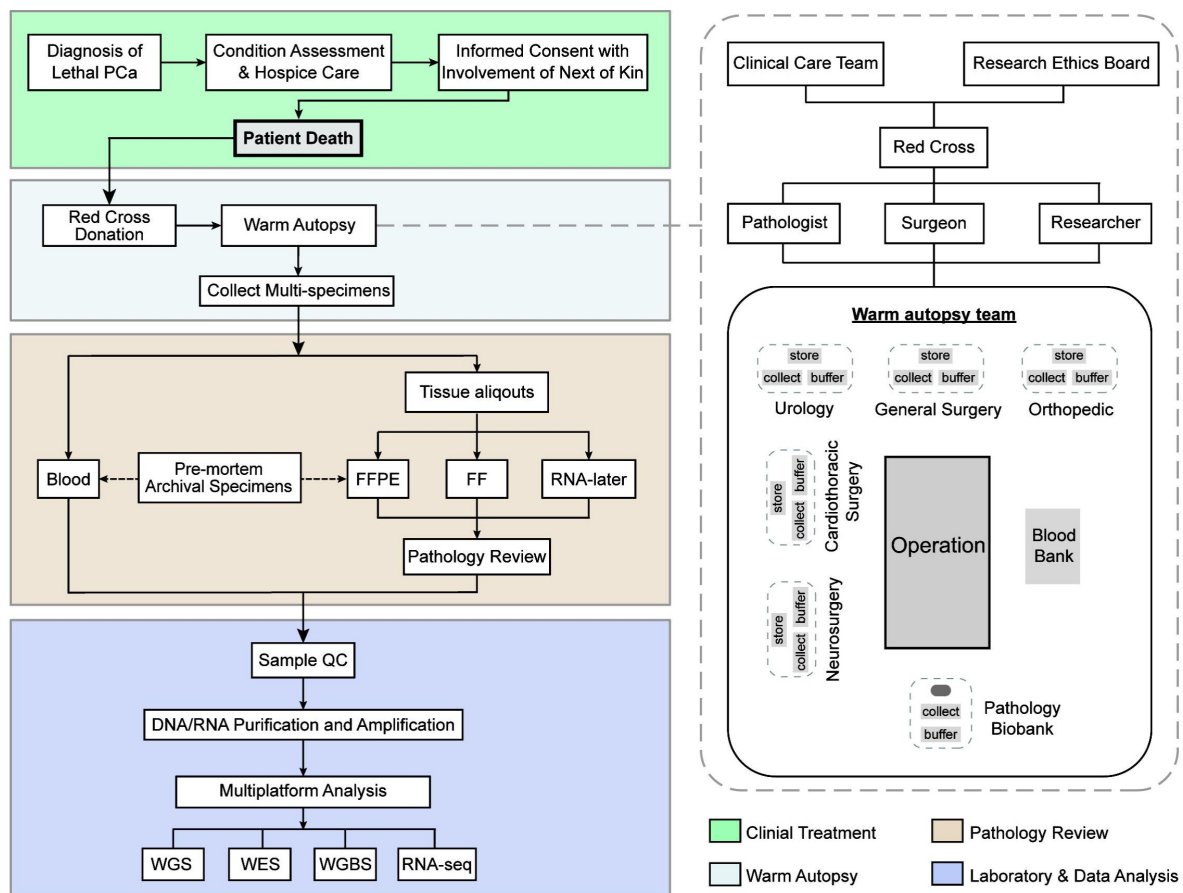 Diagnosis of
Lethal PCa
Condition Assessment
& Hospice Care
Informed Consent with
Involvement of Next of Kin
Patient Death
Red Cross
Donation
Warm Autopsy
Collect Multi-specimens
Tissue aliqouts
Blood
Pre-mortem
Archival Specimens
FFPE
FF
RNA-later
Pathology Review
Sample QC
DNA/RNA Purification and Amplification
Multiplatform Analysis
WGS
WES
WGBS
RNA-seq
Clinical Care Team
Research Ethics Board
Red Cross
Pathologist
Surgeon
Researcher
Warm autopsy team
store
collect buffer
Urology
store
collect buffer
General Surgery
store
collect buffer
Orthopedic
store
collect buffer
Cardiothoracic
Surgery
store
collect buffer
Neurosurgery
Operation
Blood
Bank
collect
buffer
Pathology
Biobank
Clinial Treatment
Pathology Review
Warm Autopsy
Laboratory & Data Analysis